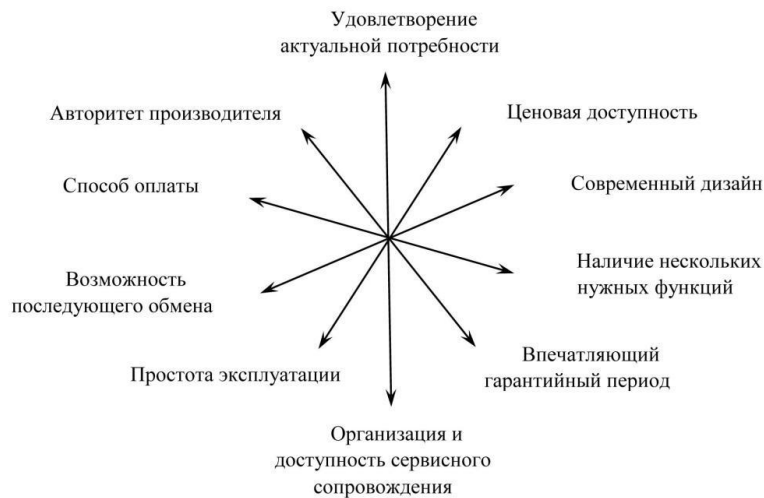 Удовлетворение
актуальной потребности
Авторитет производителя
Ценовая доступность
Способ оплаты
Современный дизайн
Возможность
последующего обмена
Наличие нескольких
нужных функций
Простота эксплуатации
Впечатляющий
гарантийный период
Организация и
доступность сервисного
сопровождения